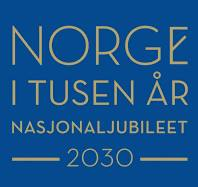 NORGE
I TUSEN ÅR
NASJONALJUBILEET
2030